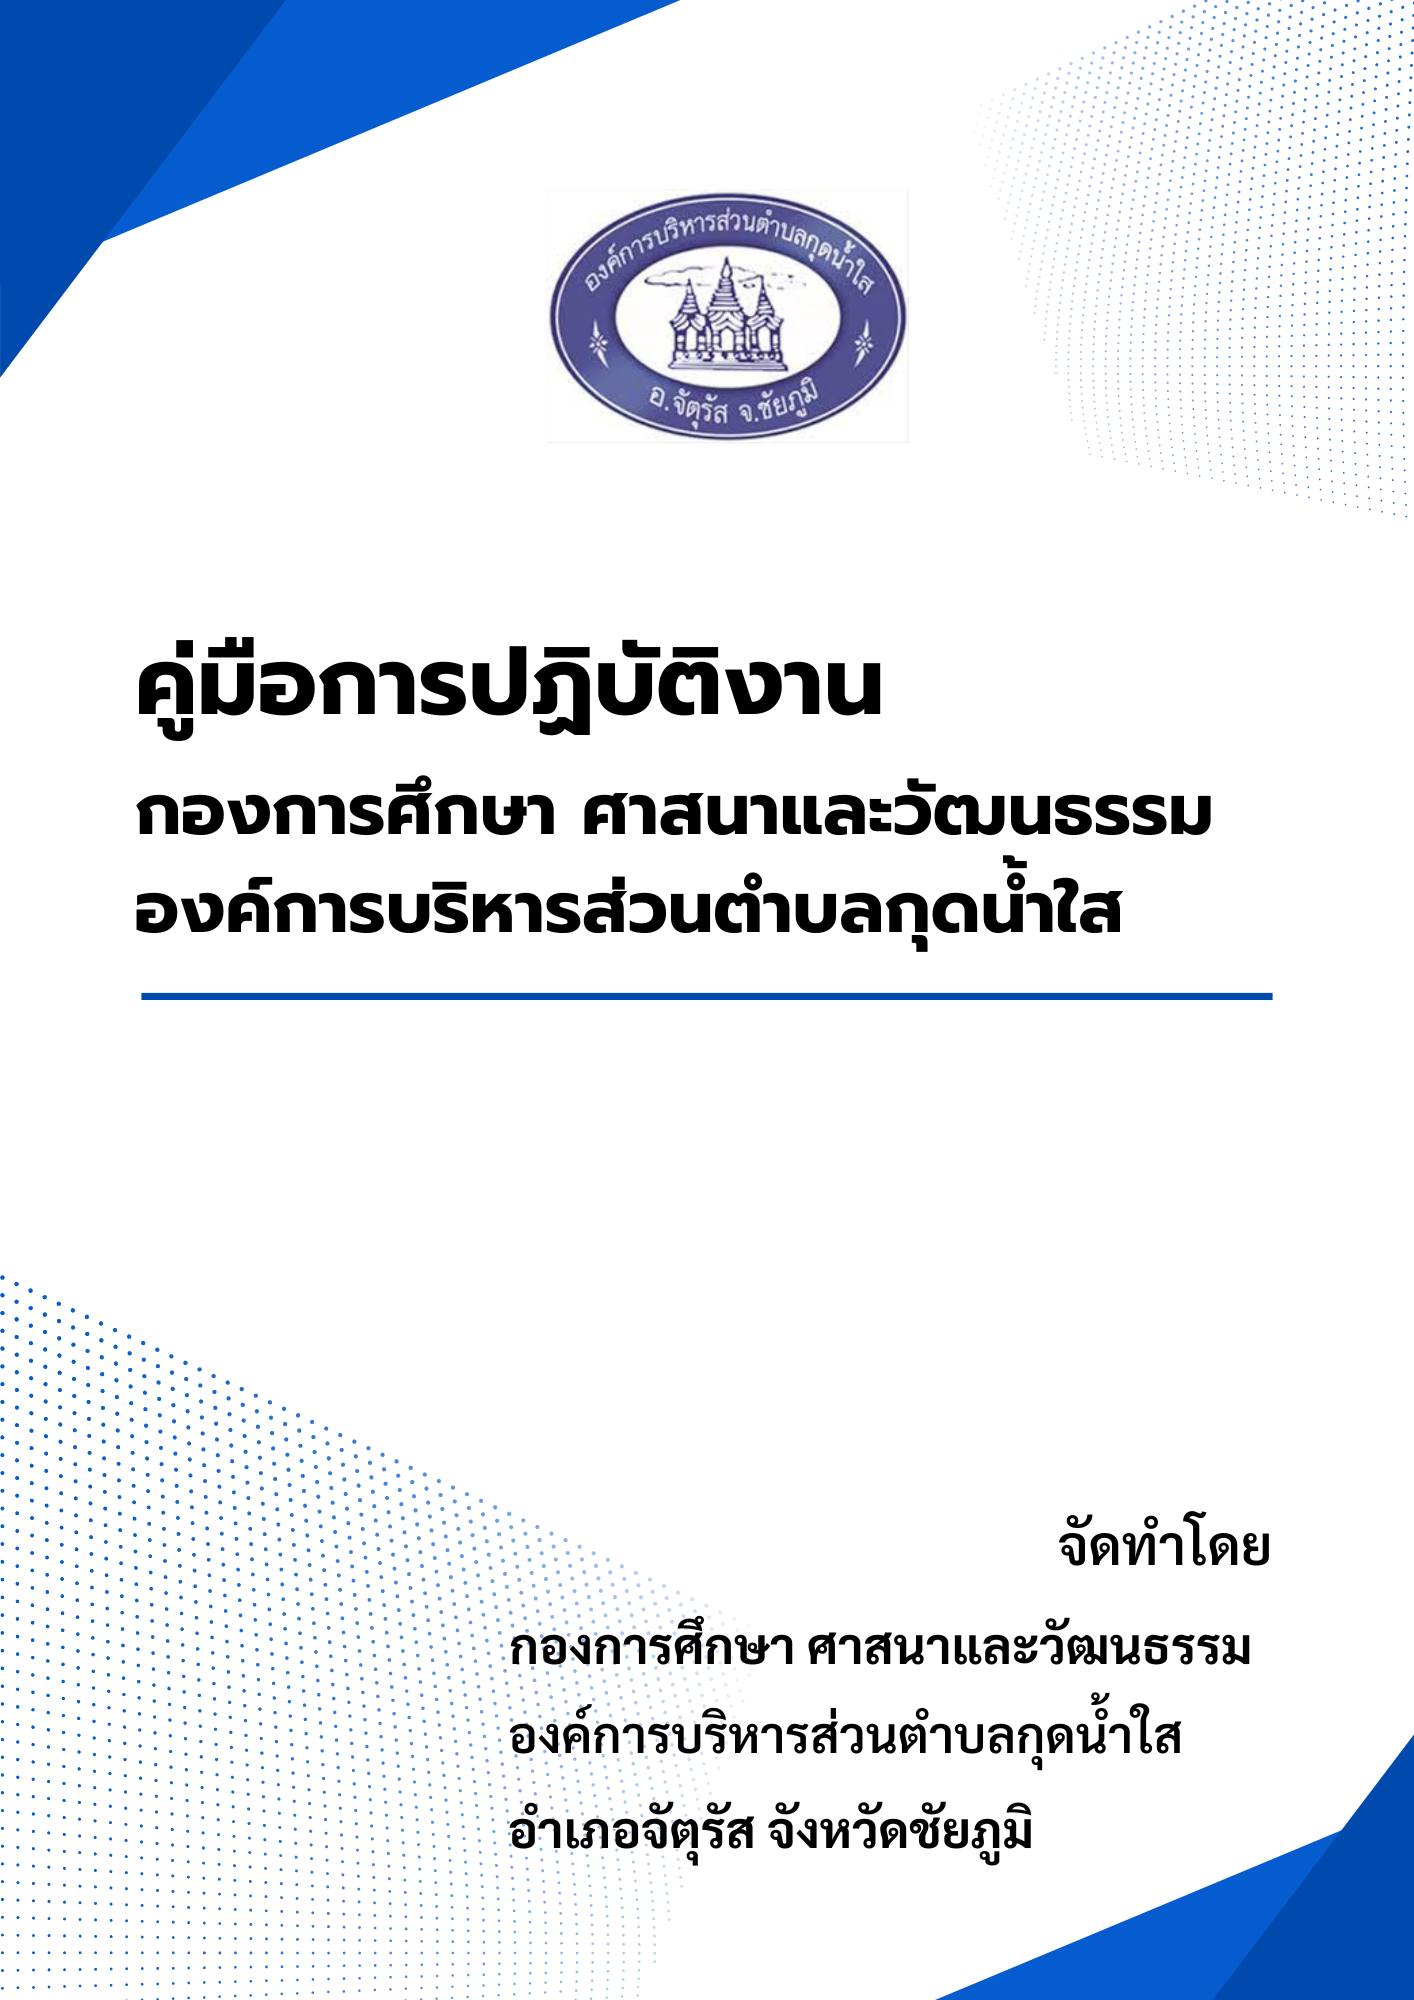 องค์การบริหารส่วนตำบลกุดน้ำใส
อ.จัตุรัส จ.ชัยภูมิ
คู่มือการปฏิบัติงาน
กองการศึกษา ศาสนาและวัฒนธรรม
องค์การบริหารส่วนตำบลกุดน้ำใส
จัดทำโดย
กองการศึกษา ศาสนาและวัฒนธรรม
องค์การบริหารส่วนตำบลกุดน้ำใส
อำเภอจัตุรัส จังหวัดชัยภูมิ